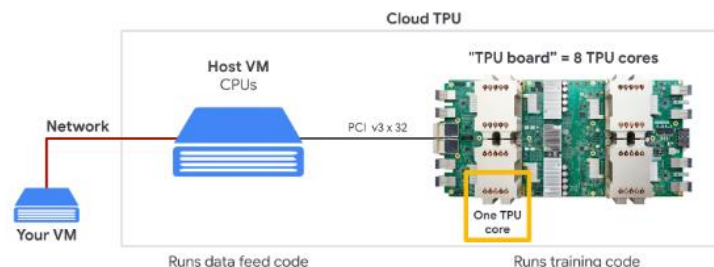 Cloud TPU
Host VM
CPUs
"TPU board" = 8 TPU cores
Network
PCI v3 x 32
One TPU
core
Your VM
Runs data feed code
Runs training code